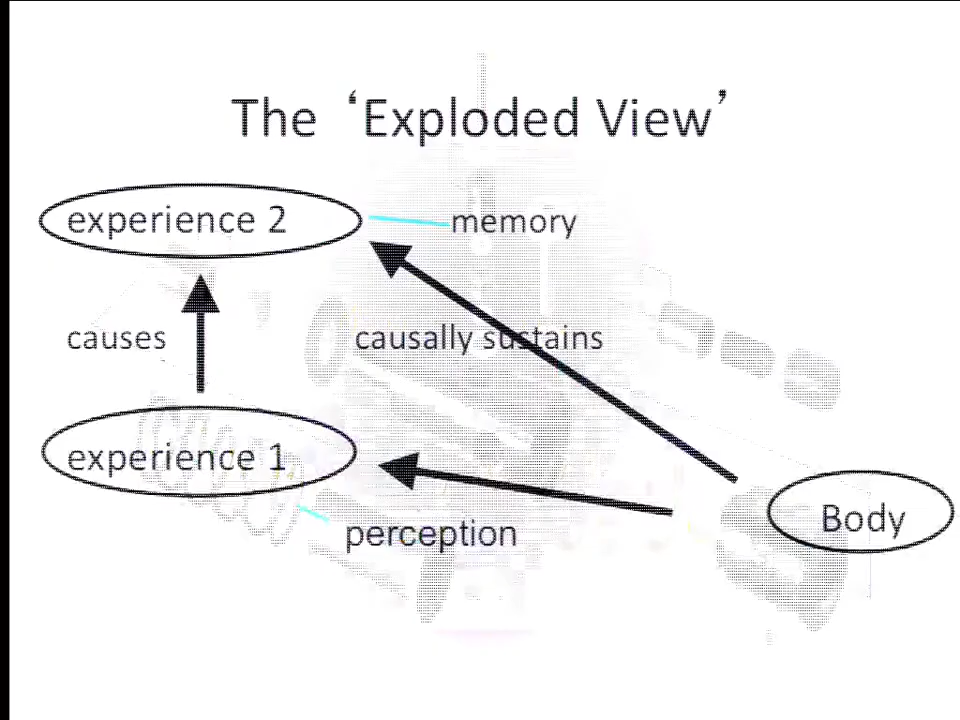 The ‘Exploded View’
experience 2
memory
causes
causally sustains
experience 1
perception
Body